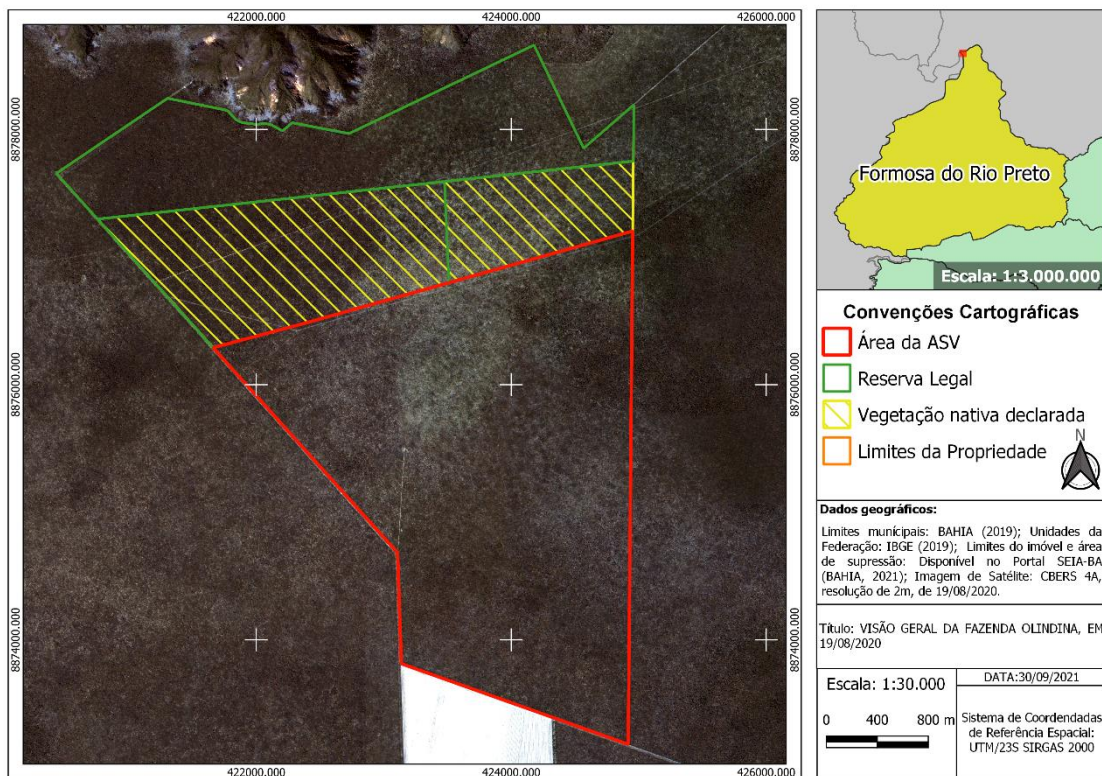 422000.000 424000.000 426000.000
8878000.000 8878000.000
8876000.000 8876000.000
8874000.000 8874000.000
422000.000 424000.000 426000.000
Formosa do Rio Preto
Escala: 1:3.000.000
Convenções Cartográficas
Área da ASV
Reserva Legal
Vegetação nativa declarada
Limites da Propriedade
N
Dados geográficos:
Limites munícipais: BAHIA (2019); Unidades da
Federação: IBGE (2019); Limites do imóvel e área
de supressão: Disponível no Portal SEIA-BA
(BAHIA, 2021); Imagem de Satélite: CBERS 4A,
resolução de 2m, de 19/08/2020.
Título: VISÃO GERAL DA FAZENDA OLINDINA, EM
19/08/2020
Escala: 1:30.000
0 400 800 m
DATA:30/09/2021
Sistema de Coordendadas
de Referência Espacial:
UTM/23S SIRGAS 2000